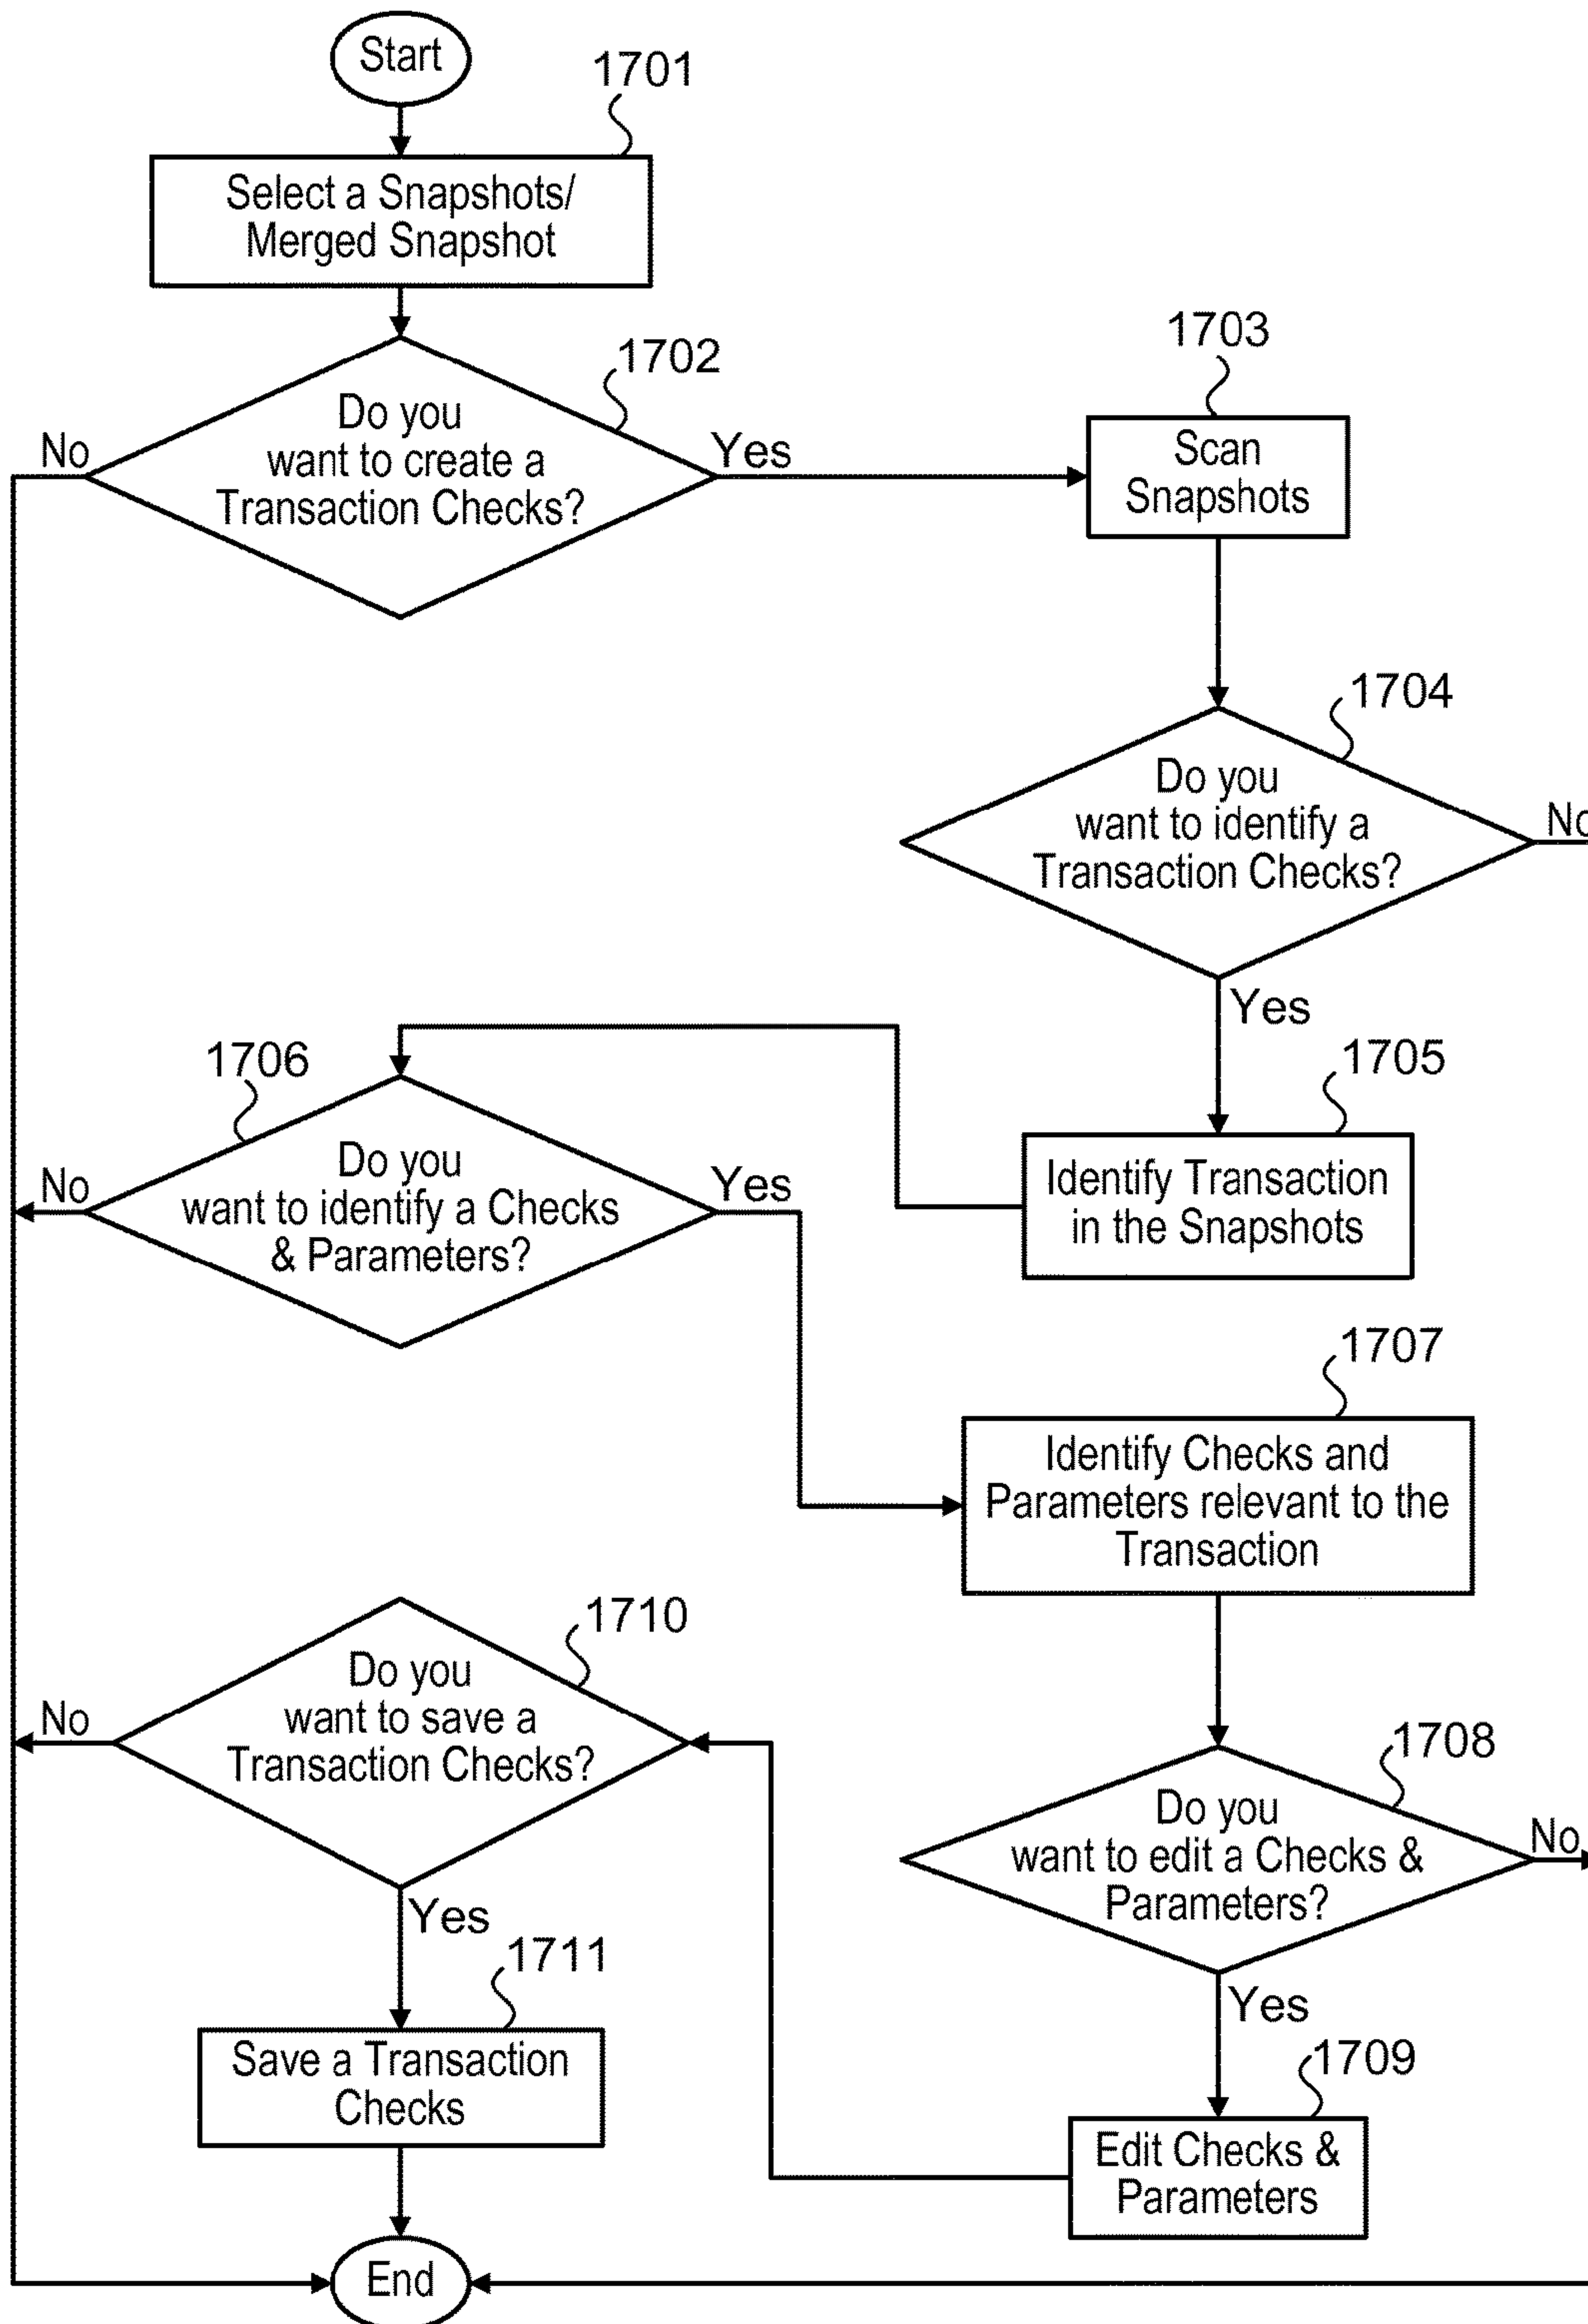 Start
1701
Select a Snapshots/
Merged Snapshot
1702
Do you
want to create a
Transaction Checks?
No
Yes
1703
Scan
Snapshots
1704
Do you
want to identify a
Transaction Checks?
No
Yes
1705
Identify Transaction
in the Snapshots
1706
Do you
want to identify a Checks
& Parameters?
No
Yes
1707
Identify Checks and
Parameters relevant to the
Transaction
1708
Do you
want to edit a Checks &
Parameters?
No
Yes
1709
Edit Checks &
Parameters
1710
Do you
want to save a
Transaction Checks?
No
Yes
1711
Save a Transaction
Checks
End